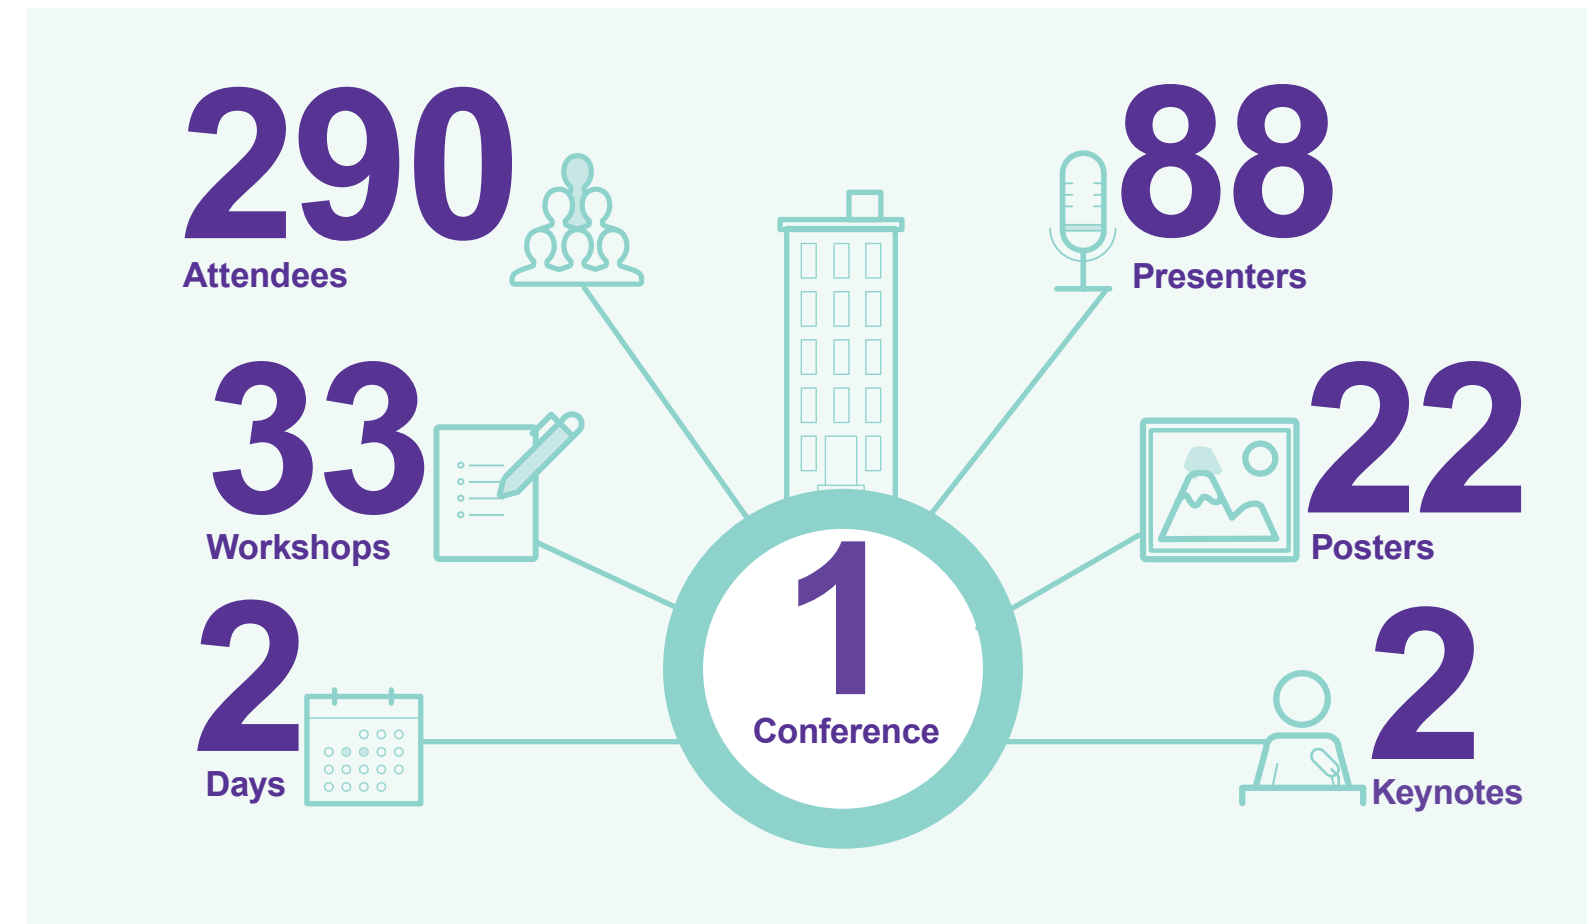 290
Attendees
88
Presenters
33
Workshops
22
Posters
2
Days
1
Conference
2
Keynotes